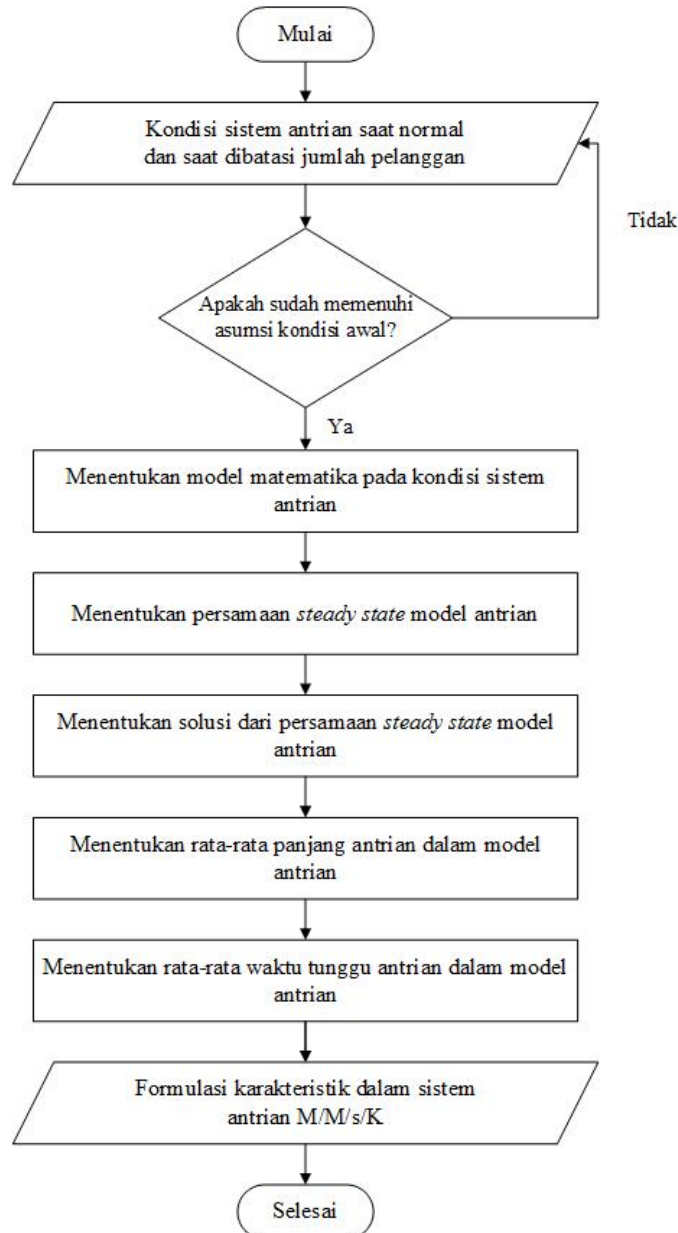 Mulai
Kondisi sistem antrian saat normal
dan saat dibatasi jumlah pelanggan
Tidak
Apakah sudah memenuhi
asumsi kondisi awal?
Ya
Menentukan model matematika pada kondisi sistem
antrian
Menentukan persamaan steady state model antrian
Menentukan solusi dari persamaan steady state model
antrian
Menentukan rata-rata panjang antrian dalam model
antrian
Menentukan rata-rata waktu tunggu antrian dalam model
antrian
Formulasi karakteristik dalam sistem
antrian M/M/s/K
Selesai